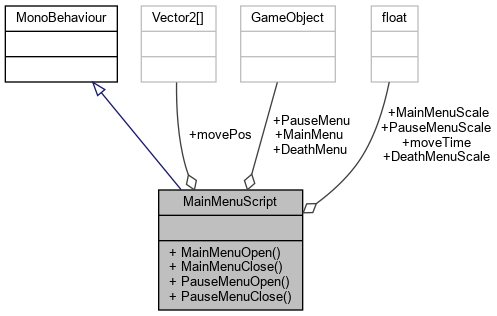 MonoBehaviour
Vector2[]
GameObject
float
+movePos
+PauseMenu
+MainMenu
+DeathMenu
+MainMenuScale
+PauseMenuScale
+moveTime
+DeathMenuScale
MainMenuScript
+ MainMenuOpen()
+ MainMenuClose()
+ PauseMenuOpen()
+ PauseMenuClose()